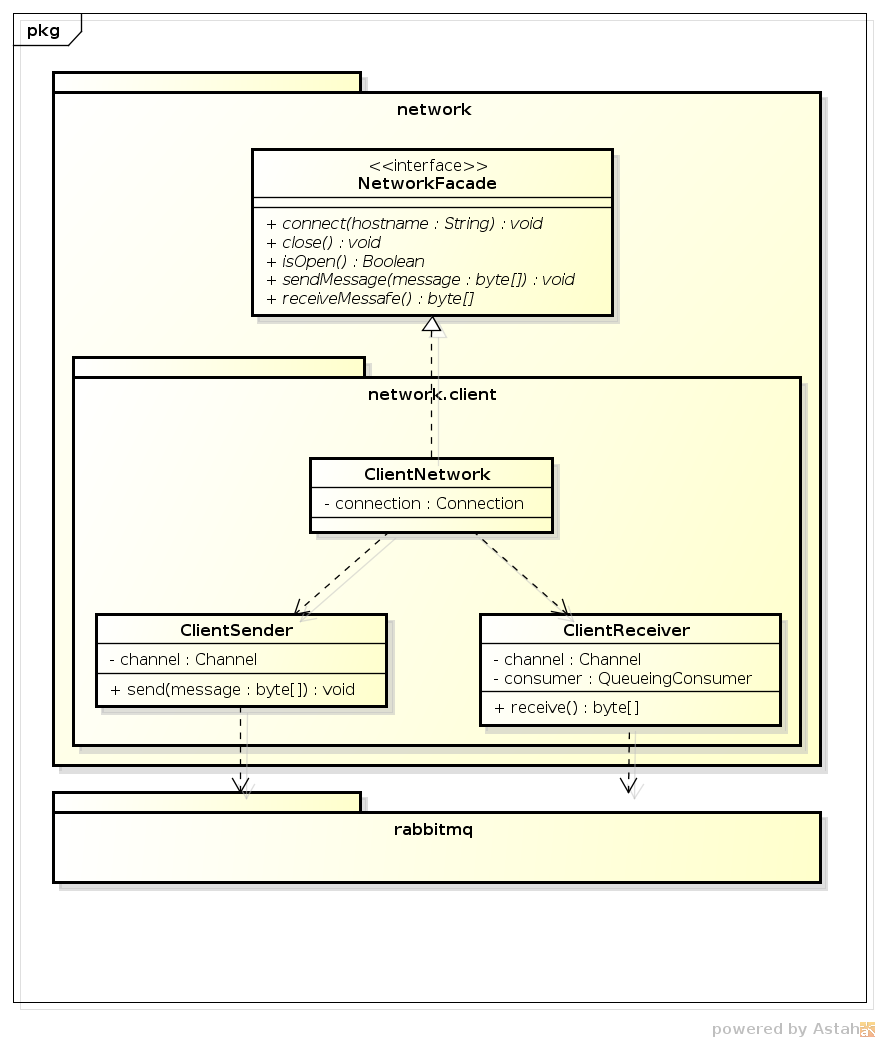 pkg
network
<<interface>>
NetworkFacade
+ connect(hostname : String) : void
+ close() : void
+ isOpen() : Boolean
+ sendMessage(message : byte[]) : void
+ receiveMessafe() : byte[]
network.client
ClientNetwork
- connection : Connection
ClientSender
- channel : Channel
+ send(message : byte[]) : void
ClientReceiver
- channel : Channel
- consumer : QueueingConsumer
+ receive() : byte[]
rabbitmq
powered by Astah